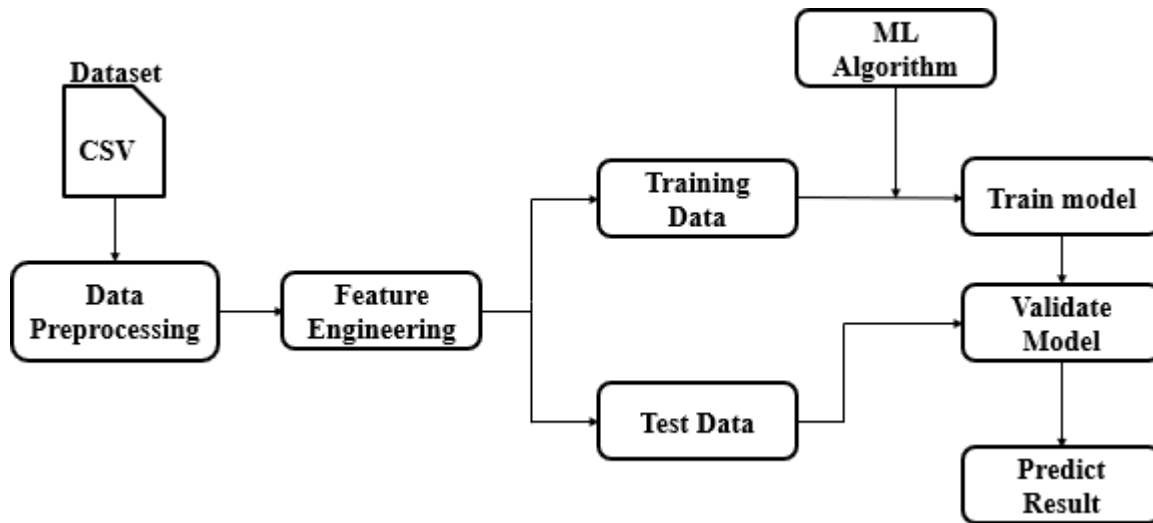 Dataset
CSV
Data
Preprocessing
Feature
Engineering
Training
Data
Test Data
ML
Algorithm
Train model
Validate
Model
Predict
Result